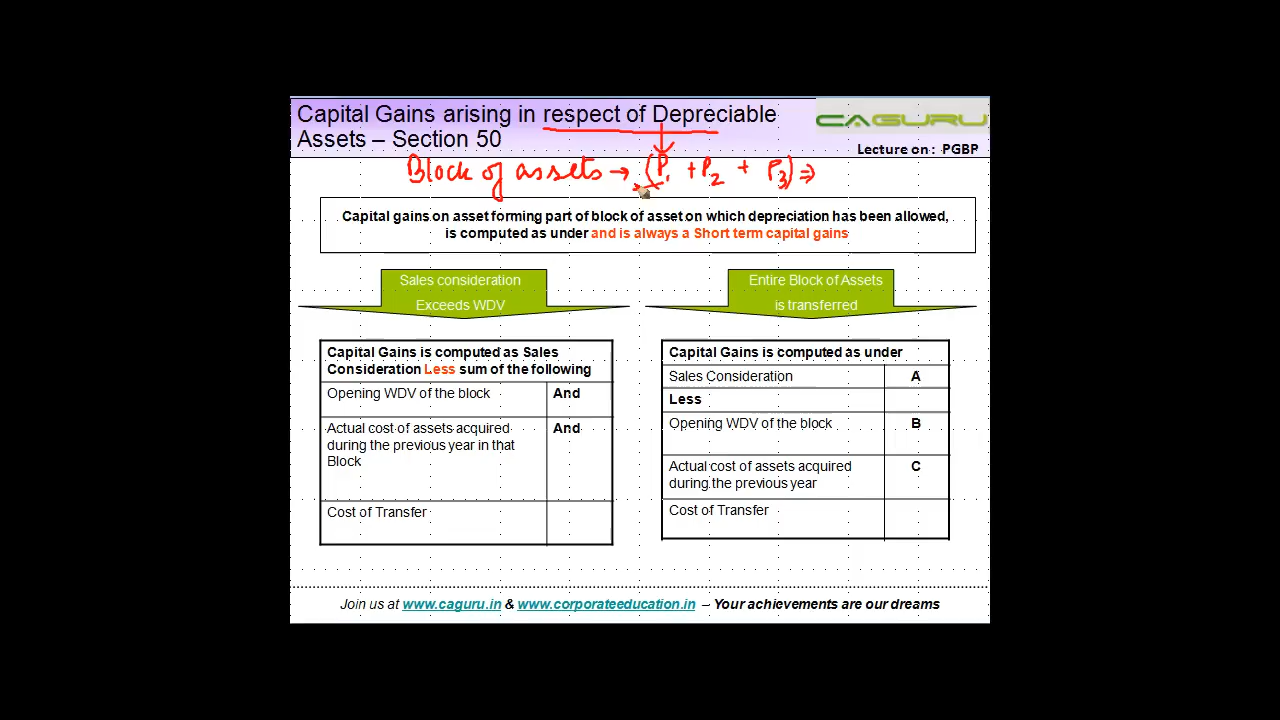 Capital Gains arising in respect of Depreciable
Assets – Section 50
CAGURU
Lecture on : PGBP
Block of assets → (P1 + P2 + P3) ⇒
Capital gains on asset forming part of block of asset on which depreciation has been allowed,
is computed as under and is always a Short term capital gains
Sales consideration
Exceeds WDV
Entire Block of Assets
is transferred
Capital Gains is computed as Sales
Consideration Less sum of the following
Opening WDV of the block And
Actual cost of assets acquired And
during the previous year in that
Block
Cost of Transfer
Capital Gains is computed as under
Sales Consideration A
Less
Opening WDV of the block B
Actual cost of assets acquired C
during the previous year
Cost of Transfer
Join us at www.caguru.in & www.corporateeducation.in – Your achievements are our dreams